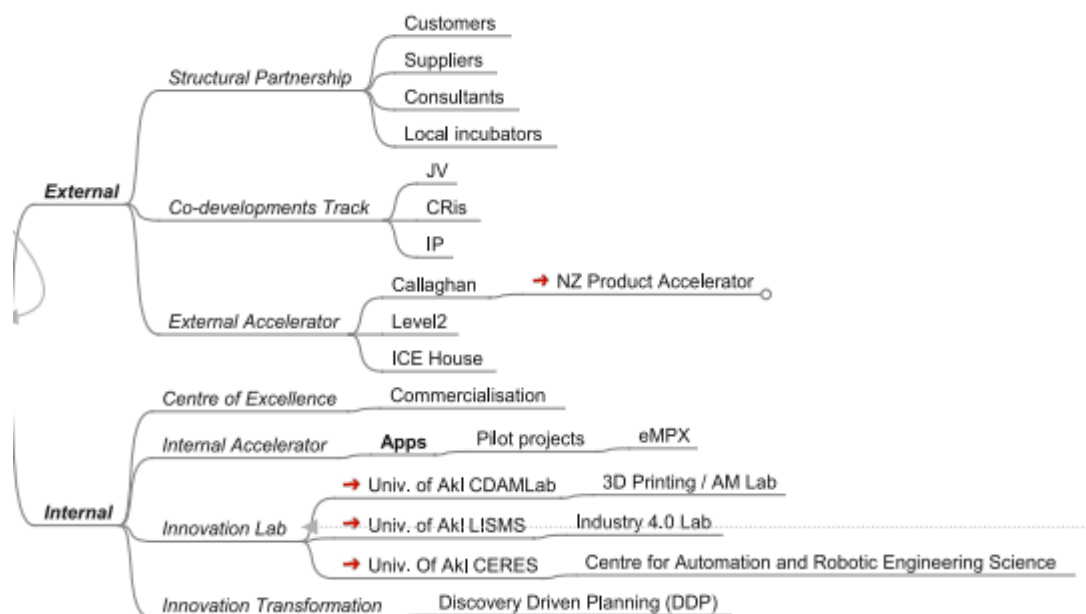 External
Structural Partnership
Customers
Suppliers
Consultants
Local incubators
Co-developments Track
JV
CRis
IP
External Accelerator
Callaghan
NZ Product Accelerator
Level2
ICE House
Internal
Centre of Excellence
Commercialisation
Internal Accelerator
Apps
Pilot projects
eMPX
Innovation Lab
Univ. of Akl CDAMLab
3D Printing / AM Lab
Univ. of Akl LISMS
Industry 4.0 Lab
Univ. Of Akl CERES
Centre for Automation and Robotic Engineering Science
Innovation Transformation
Discovery Driven Planning (DDP)